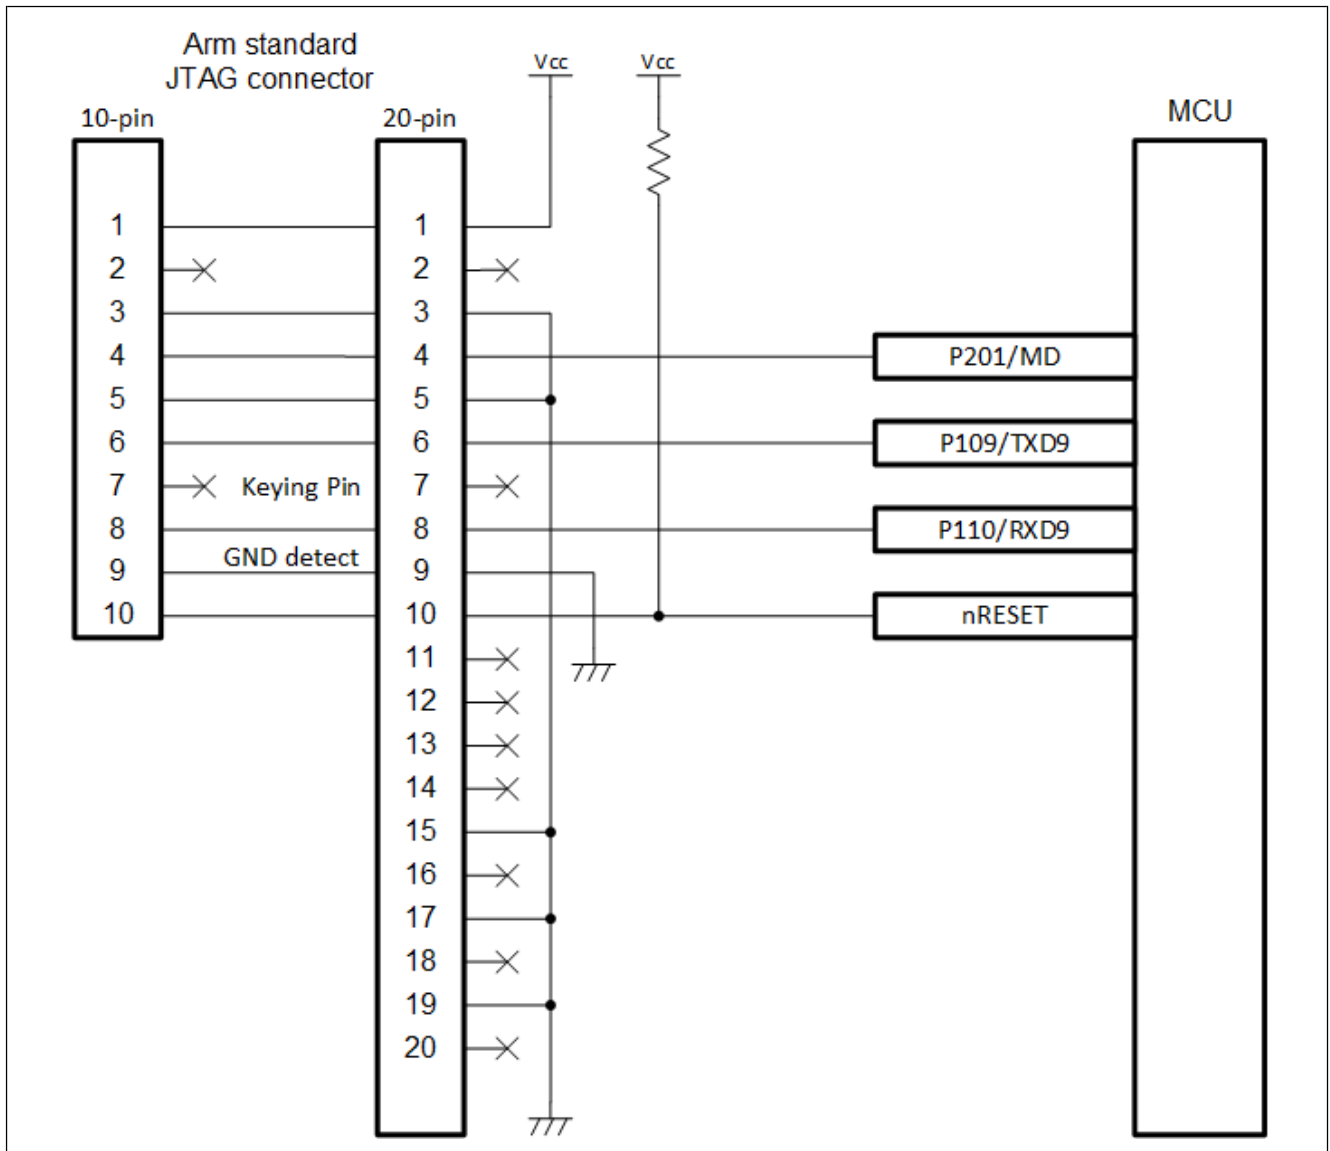 Arm standard
JTAG connector
10-pin
20-pin
Vcc
Vcc
MCU
1
1
2
2
3
3
4
4
P201/MD
5
5
6
6
P109/TXD9
7
Keying Pin
7
8
8
P110/RXD9
GND detect
9
9
10
10
nRESET
11
12
13
14
15
16
17
18
19
20